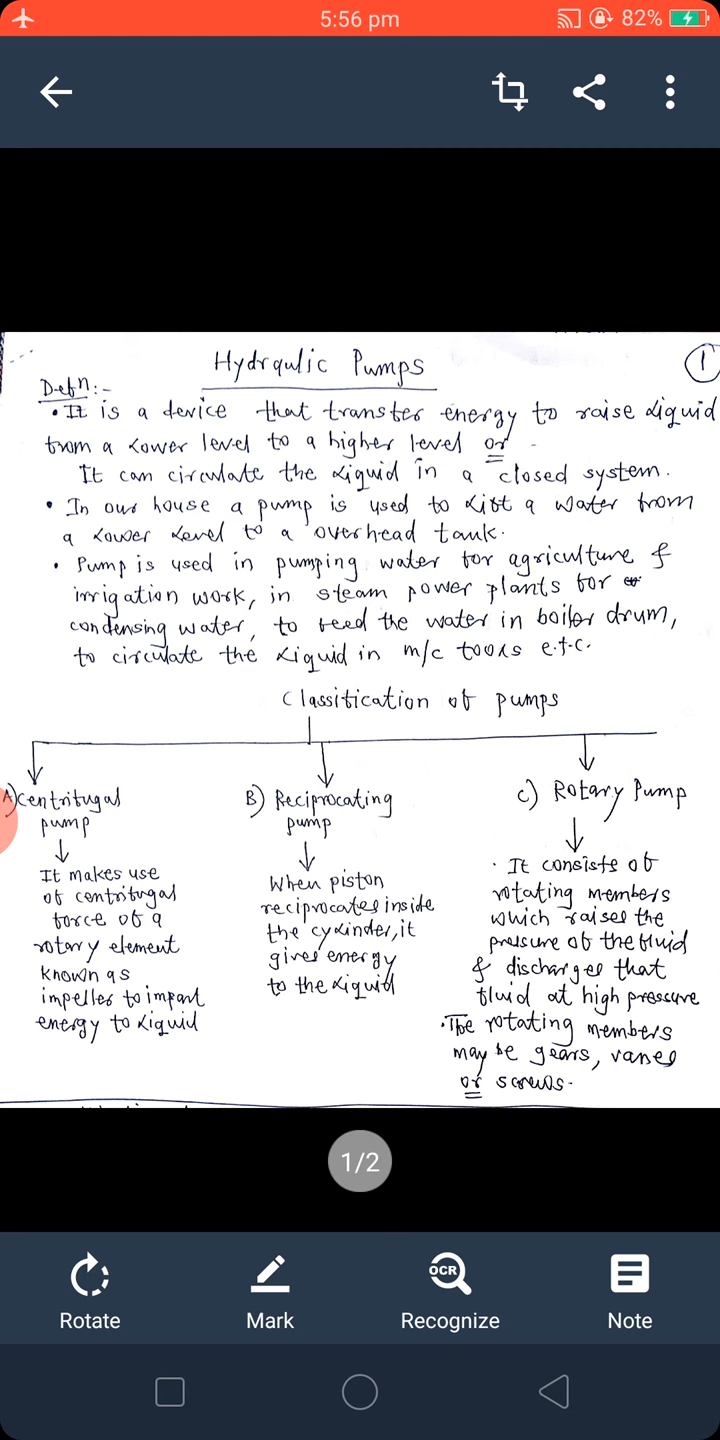 5:56 pm
82%
Hydraulic Pumps
1
Defn:-
• It is a device that transfer energy to raise liquid
from a lower level to a higher level or
It can circulate the liquid in a closed system.
• In our house a pump is used to lift a water from
a lower level to a overhead tank.
• Pump is used in pumping water for agriculture &
irrigation work, in steam power plants for
condensing water, to feed the water in boiler drum,
to circulate the liquid in m/c tools e.t.c.
Classification of pumps
A) Centrifugal
pump
It makes use
of centrifugal
force of a
rotary element
known as
impeller to impart
energy to liquid
B) Reciprocating
pump
When piston
reciprocates inside
the cylinder, it
gives energy
to the liquid
C) Rotary Pump
• It consists of
rotating members
which raises the
pressure of the fluid
& discharges that
fluid at high pressure
• The rotating members
may be gears, vanes
or screws.
1/2
Rotate
Mark
OCR
Recognize
Note